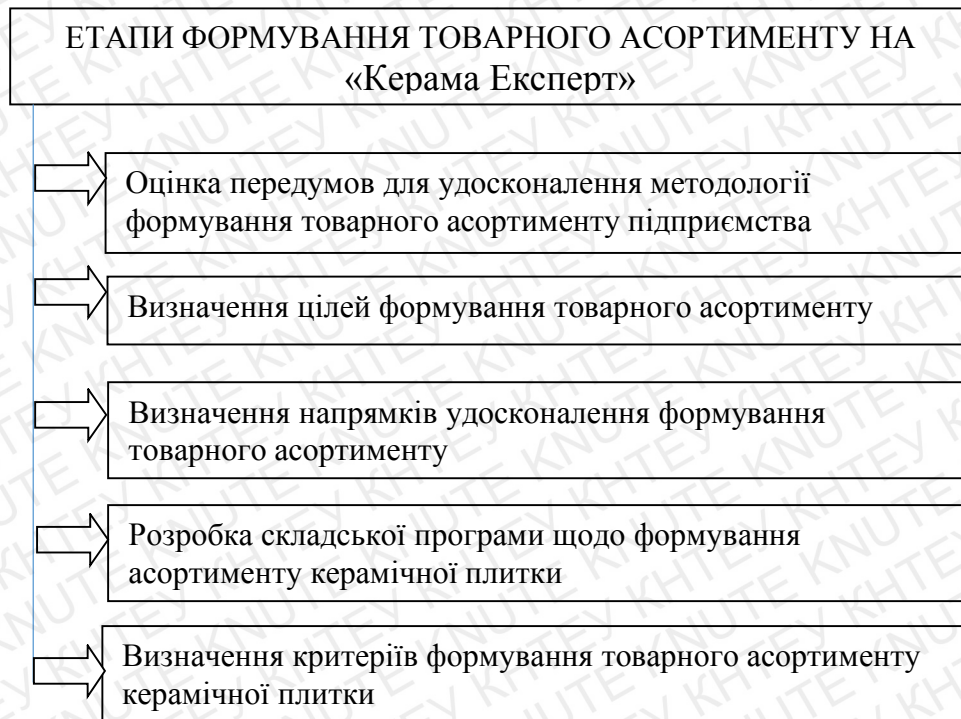 ЕТАПИ ФОРМУВАННЯ ТОВАРНОГО АСОРТИМЕНТУ НА
«Керама Експерт»
Оцінка передумов для удосконалення методології
формування товарного асортименту підприємства
Визначення цілей формування товарного асортименту
Визначення напрямків удосконалення формування
товарного асортименту
Розробка складської програми щодо формування
асортименту керамічної плитки
Визначення критеріїв формування товарного асортименту
керамічної плитки